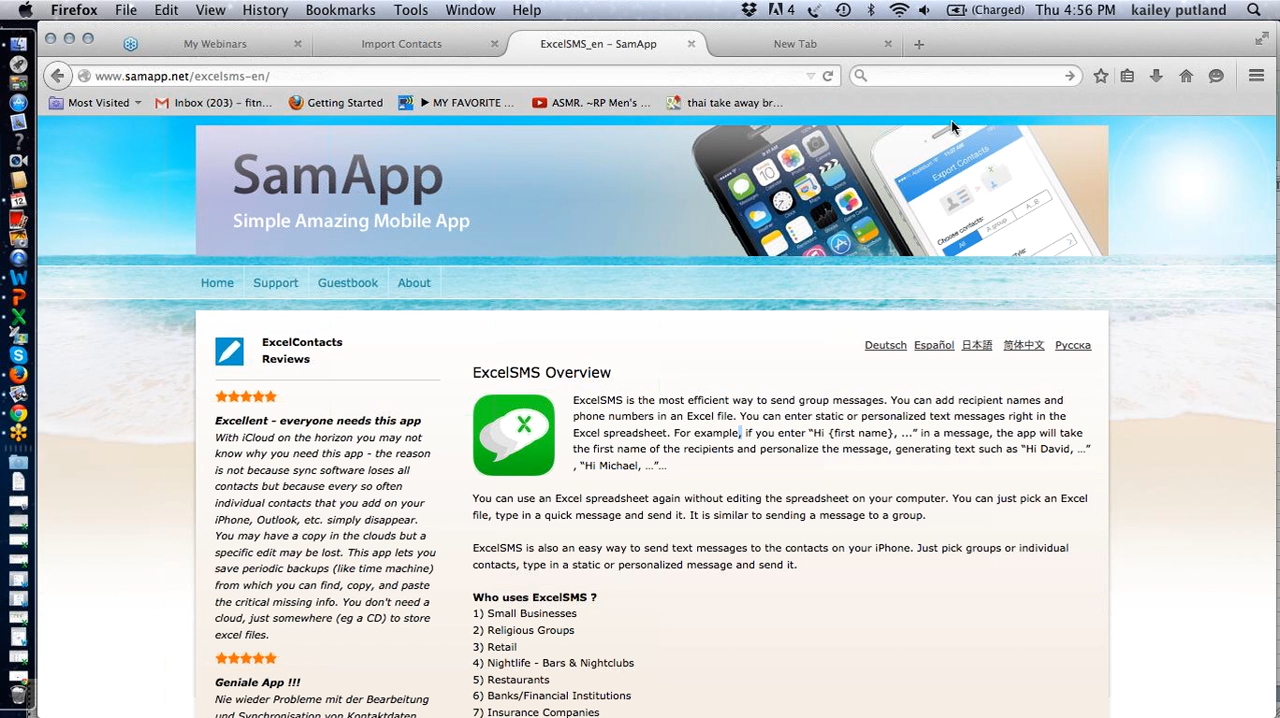 Firefox File Edit View History Bookmarks Tools Window Help 4 (Charged) Thu 4:56 PM kailey putland
My Webinars Import Contacts ExcelSMS_en – SamApp New Tab
www.samapp.net/excelsms-en/
Most Visited Inbox (203) – fitn... Getting Started ▶ MY FAVORITE ... ASMR. ~RP Men's ... thai take away br...
SamApp
Simple Amazing Mobile App
Export Contacts
Choose contacts:
All A group A...B
Home Support Guestbook About
ExcelContacts
Reviews
Excellent - everyone needs this app
With iCloud on the horizon you may not
know why you need this app - the reason
is not because sync software loses all
contacts but because every so often
individual contacts that you add on your
iPhone, Outlook, etc. simply disappear.
You may have a copy in the clouds but a
specific edit may be lost. This app lets you
save periodic backups (like time machine)
from which you can find, copy, and paste
the critical missing info. You don't need a
cloud, just somewhere (eg a CD) to store
excel files.
Geniale App !!!
Nie wieder Probleme mit der Bearbeitung
und Synchronisation von Kontaktdaten
Deutsch Español 日本語 简体中文 Русска
ExcelSMS Overview
ExcelSMS is the most efficient way to send group messages. You can add recipient names and
phone numbers in an Excel file. You can enter static or personalized text messages right in the
Excel spreadsheet. For example, if you enter “Hi {first name}, ...” in a message, the app will take
the first name of the recipients and personalize the message, generating text such as “Hi David, ...”
, “Hi Michael, ...”...
You can use an Excel spreadsheet again without editing the spreadsheet on your computer. You can just pick an Excel
file, type in a quick message and send it. It is similar to sending a message to a group.
ExcelSMS is also an easy way to send text messages to the contacts on your iPhone. Just pick groups or individual
contacts, type in a static or personalized message and send it.
Who uses ExcelSMS ?
1) Small Businesses
2) Religious Groups
3) Retail
4) Nightlife - Bars & Nightclubs
5) Restaurants
6) Banks/Financial Institutions
7) Insurance Companies